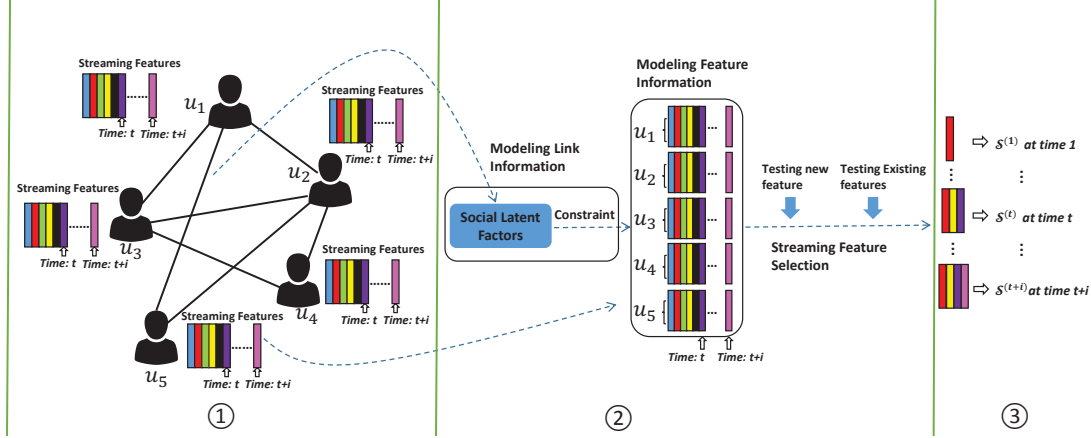 Streaming Features
u1
Time: t Time: t+i
Streaming Features
u2
Time: t Time: t+i
Streaming Features
u3
Time: t Time: t+i
Streaming Features
u4
Time: t Time: t+i
Streaming Features
u5
Time: t Time: t+i
①
Modeling Link
Information
Social Latent
Factors
Constraint
Modeling Feature
Information
u1
u2
u3
u4
u5
Time: t Time: t+i
Testing new
feature
Testing Existing
features
Streaming Feature
Selection
②
S(1) at time 1
S(t) at time t
S(t+i) at time t+i
③